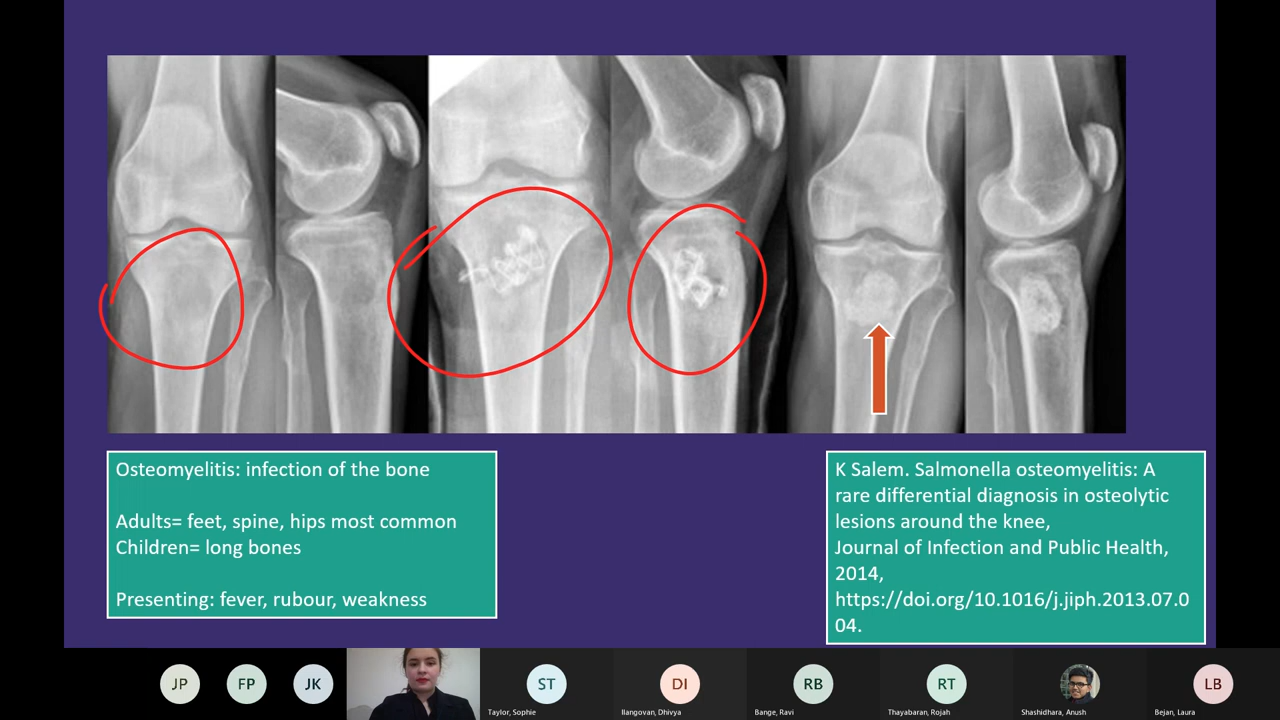 Osteomyelitis: infection of the bone
Adults= feet, spine, hips most common
Children= long bones
Presenting: fever, rubour, weakness
K Salem. Salmonella osteomyelitis: A
rare differential diagnosis in osteolytic
lesions around the knee,
Journal of Infection and Public Health,
2014,
https://doi.org/10.1016/j.jiph.2013.07.0
04.
JP
FP
JK
ST
DI
RB
RT
LB
Taylor, Sophie
Ilangovan, Dhivya
Bange, Ravi
Thayabaran, Rojah
Shashidhara, Anush
Bejan, Laura